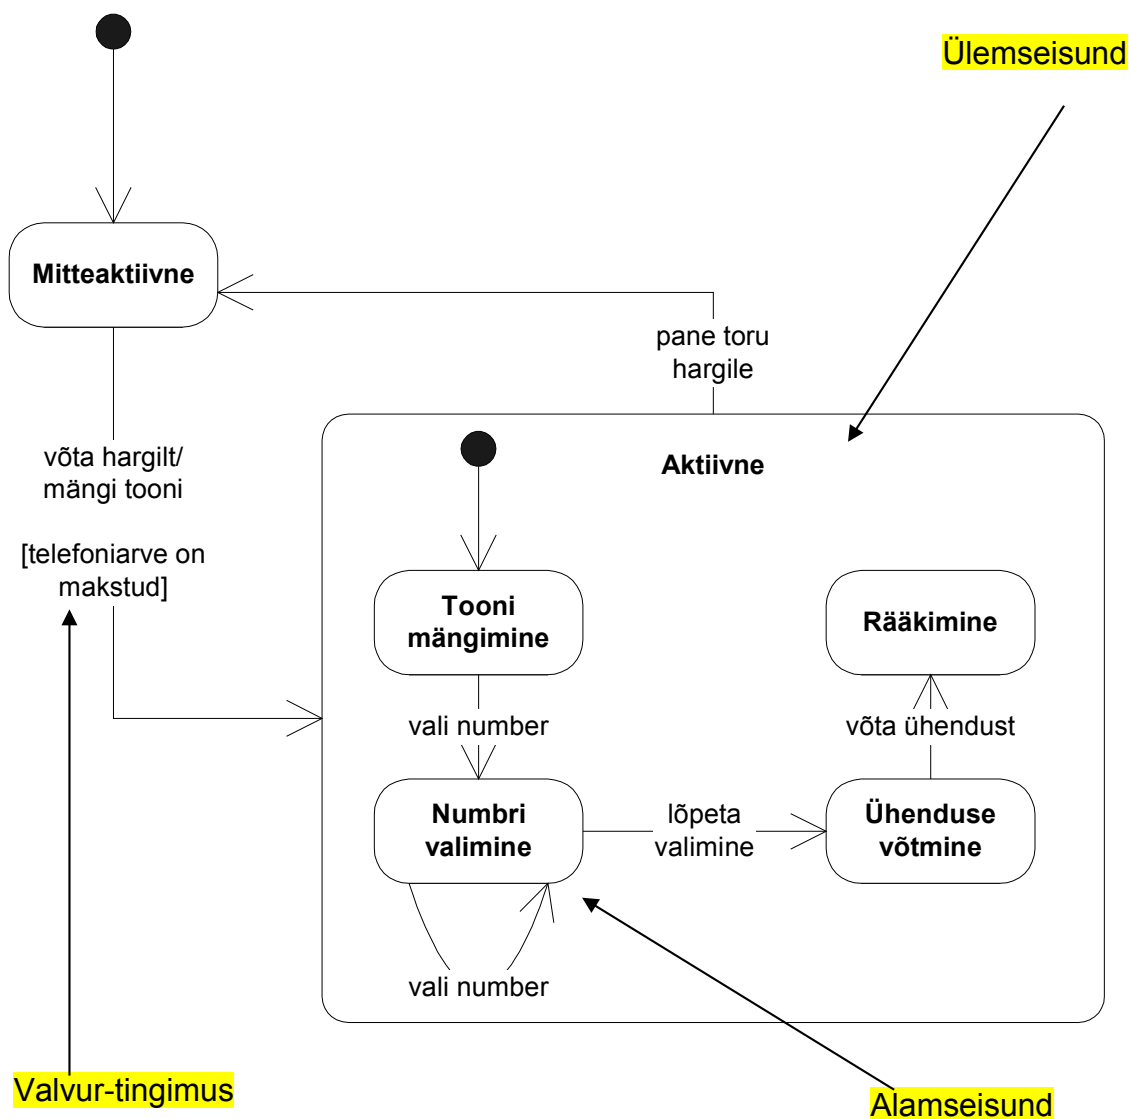 Ülemseisund
Mitteaktiivne
pane toru
hargile
võta hargilt/
mängi tooni
[telefoniarve on
makstud]
Aktiivne
Tooni
mängimine
Rääkimine
vali number
võta ühendust
Numbri
valimine
lõpeta
valimine
Ühenduse
võtmine
vali number
Valvur-tingimus
Alamseisund